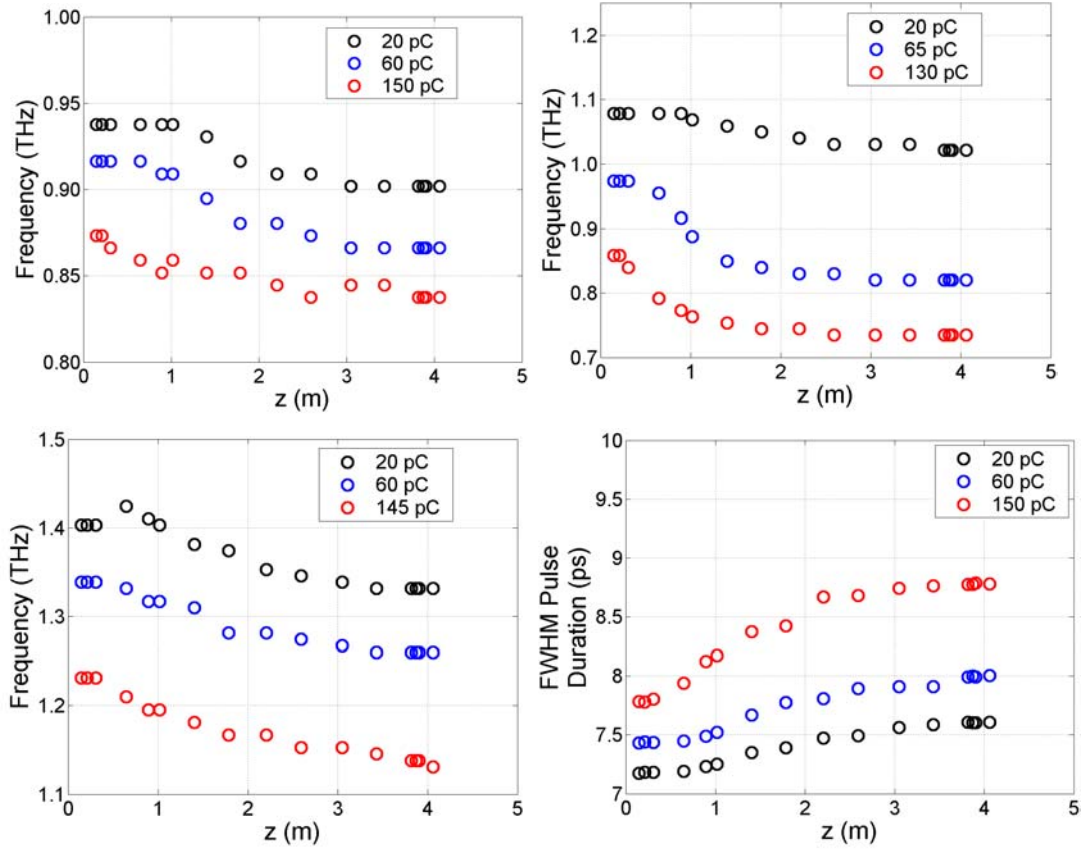 1.00
0.95
0.90
0.85
0.80
Frequency (THz)
20 pC
60 pC
150 pC
0 1 2 3 4 5
z (m)
1.2
1.1
1.0
0.9
0.8
0.7
Frequency (THz)
20 pC
65 pC
130 pC
0 1 2 3 4 5
z (m)
1.5
1.4
1.3
1.2
1.1
Frequency (THz)
20 pC
60 pC
145 pC
0 1 2 3 4 5
z (m)
10
9.5
9
8.5
8
7.5
7
FWHM Pulse
Duration (ps)
20 pC
60 pC
150 pC
0 1 2 3 4 5
z (m)